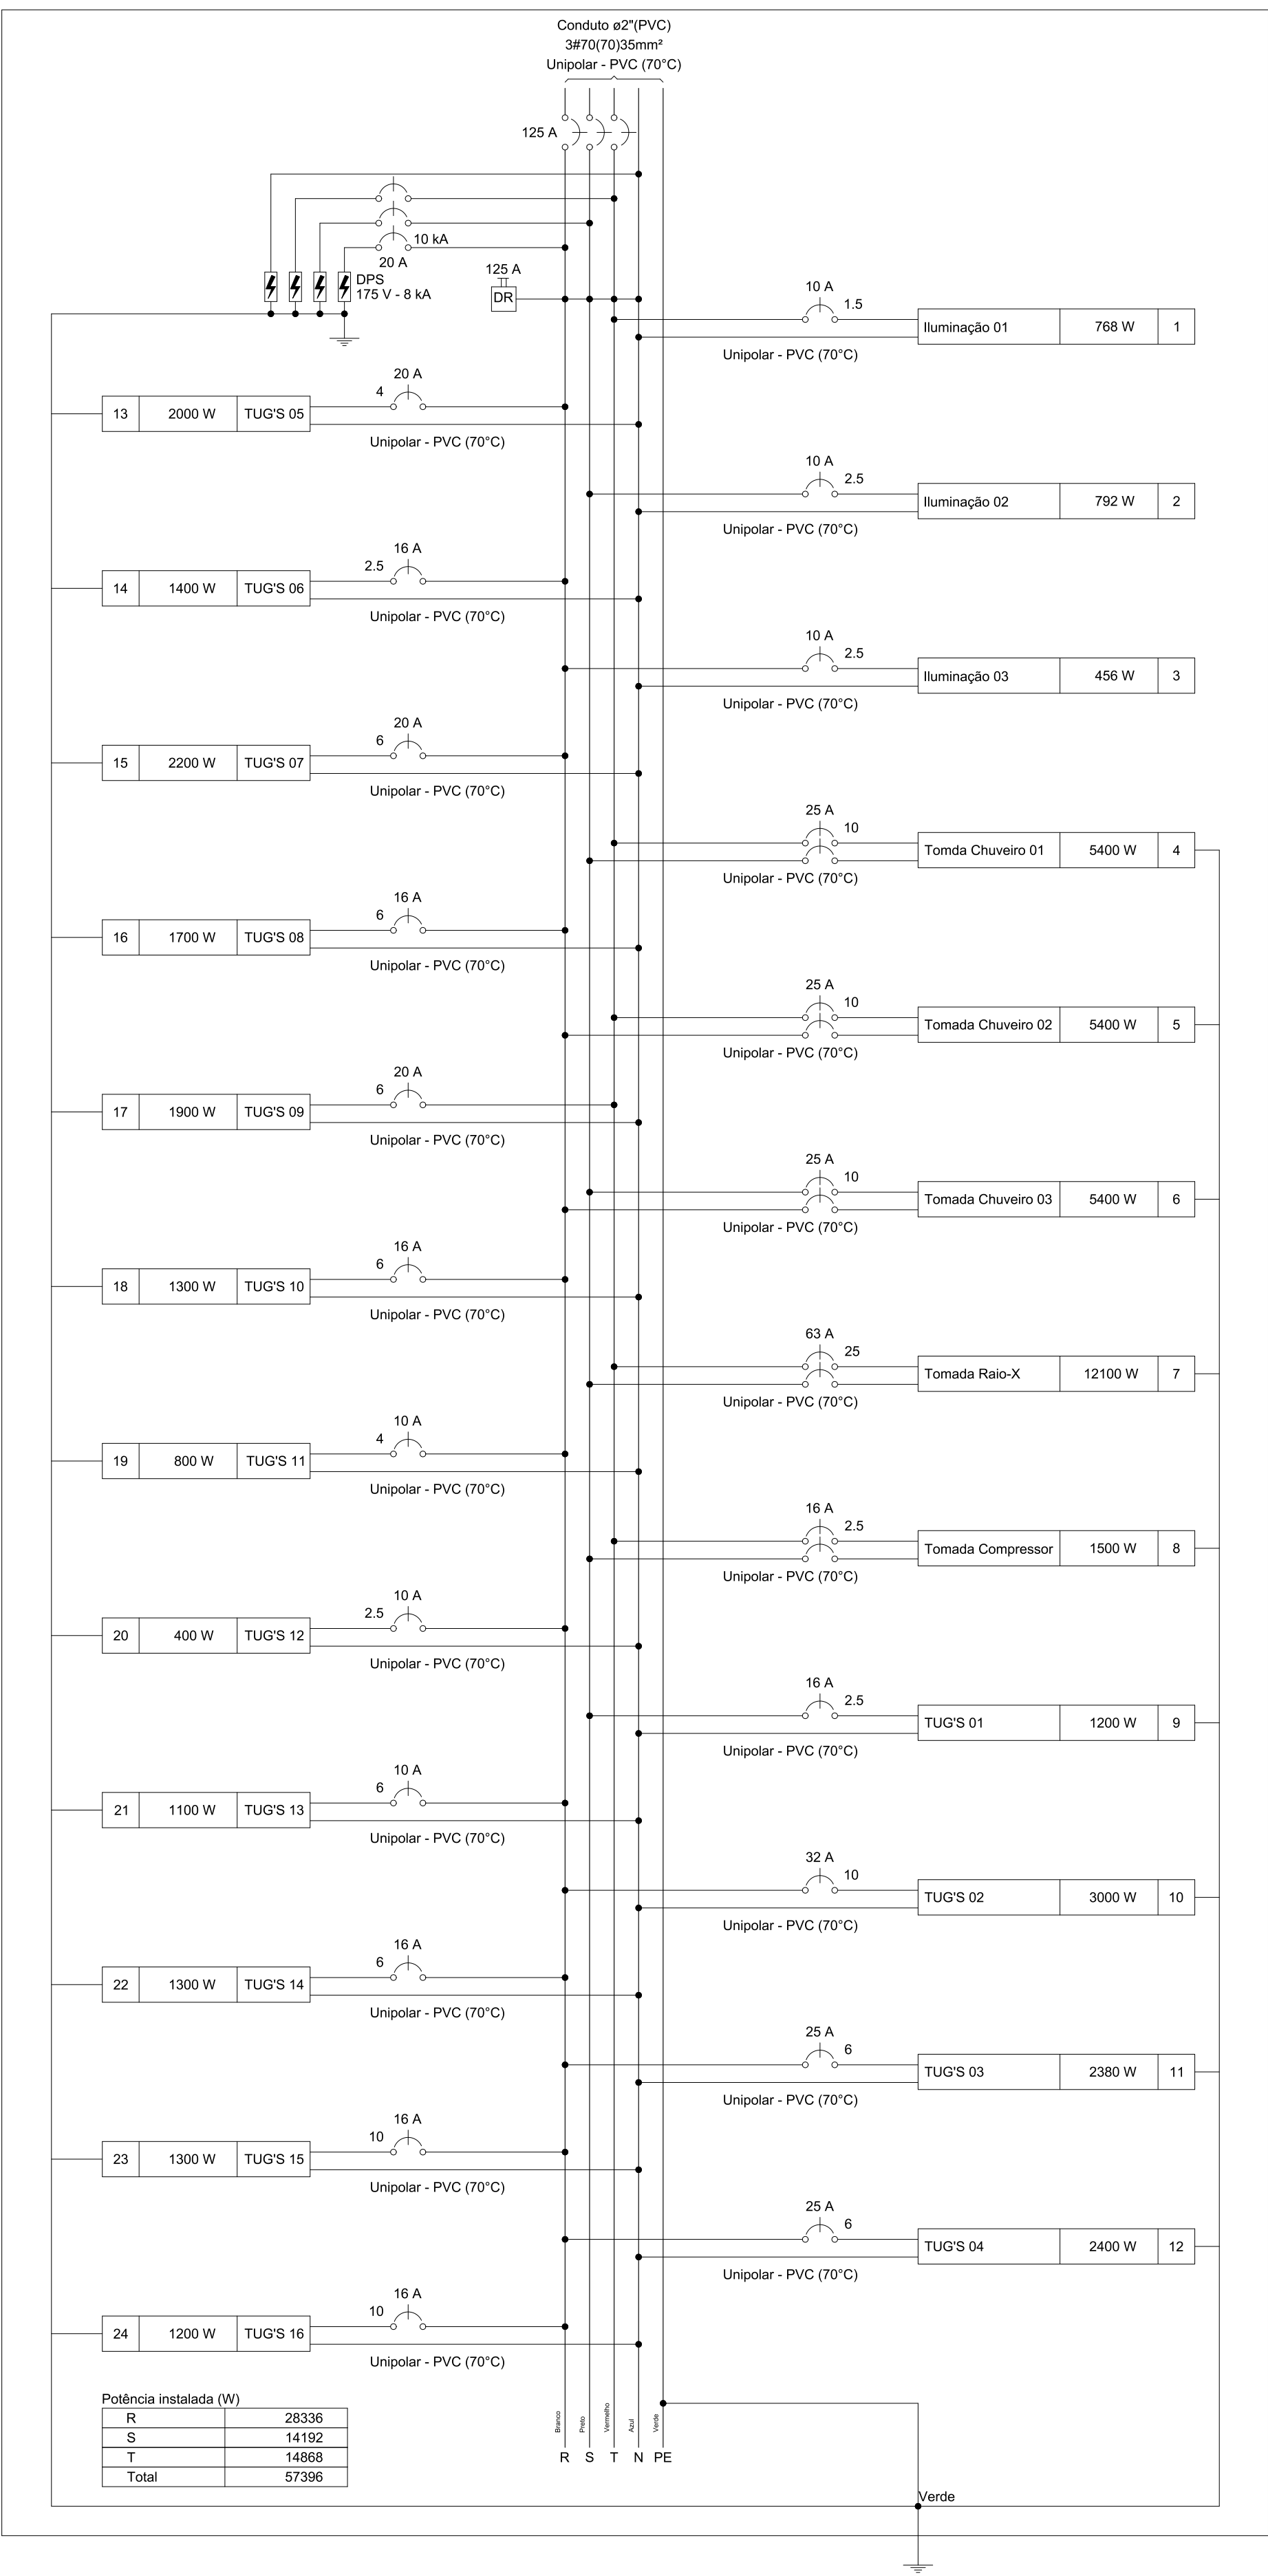 Conduto ø2"(PVC)
3#70(70)35mm²
Unipolar - PVC (70°C)
125 A
10 kA
20 A
DPS
175 V - 8 kA
125 A
DR
10 A
1.5
Iluminação 01 768 W 1
Unipolar - PVC (70°C)
20 A
4
13 2000 W TUG'S 05
Unipolar - PVC (70°C)
10 A
2.5
Iluminação 02 792 W 2
Unipolar - PVC (70°C)
16 A
2.5
14 1400 W TUG'S 06
Unipolar - PVC (70°C)
10 A
2.5
Iluminação 03 456 W 3
Unipolar - PVC (70°C)
20 A
6
15 2200 W TUG'S 07
Unipolar - PVC (70°C)
25 A
10
Tomda Chuveiro 01 5400 W 4
Unipolar - PVC (70°C)
16 A
6
16 1700 W TUG'S 08
Unipolar - PVC (70°C)
25 A
10
Tomada Chuveiro 02 5400 W 5
Unipolar - PVC (70°C)
20 A
6
17 1900 W TUG'S 09
Unipolar - PVC (70°C)
25 A
10
Tomada Chuveiro 03 5400 W 6
Unipolar - PVC (70°C)
16 A
6
18 1300 W TUG'S 10
Unipolar - PVC (70°C)
63 A
25
Tomada Raio-X 12100 W 7
Unipolar - PVC (70°C)
10 A
4
19 800 W TUG'S 11
Unipolar - PVC (70°C)
16 A
2.5
Tomada Compressor 1500 W 8
Unipolar - PVC (70°C)
10 A
2.5
20 400 W TUG'S 12
Unipolar - PVC (70°C)
16 A
2.5
TUG'S 01 1200 W 9
Unipolar - PVC (70°C)
10 A
6
21 1100 W TUG'S 13
Unipolar - PVC (70°C)
32 A
10
TUG'S 02 3000 W 10
Unipolar - PVC (70°C)
16 A
6
22 1300 W TUG'S 14
Unipolar - PVC (70°C)
25 A
6
TUG'S 03 2380 W 11
Unipolar - PVC (70°C)
16 A
10
23 1300 W TUG'S 15
Unipolar - PVC (70°C)
25 A
6
TUG'S 04 2400 W 12
Unipolar - PVC (70°C)
16 A
10
24 1200 W TUG'S 16
Unipolar - PVC (70°C)
Potência instalada (W)
R 28336
S 14192
T 14868
Total 57396
Branco Preto Vermelho Azul Verde
R S T N PE
Verde